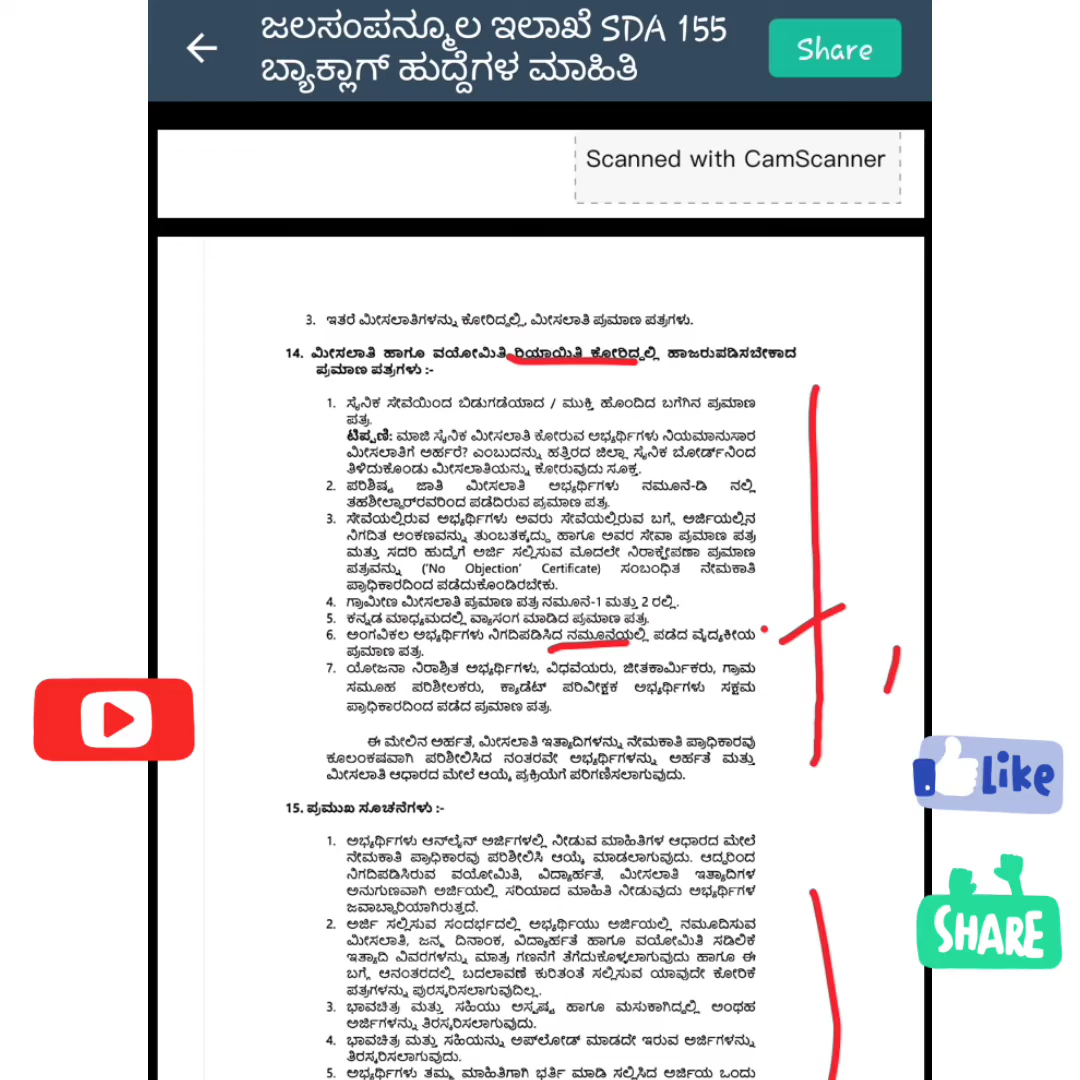 ಜಲಸಂಪನ್ಮೂಲ ಇಲಾಖೆ SDA 155
ಬ್ಯಾಕ್ಲಾಗ್ ಹುದ್ದೆಗಳ ಮಾಹಿತಿ
Share
Scanned with CamScanner
3. ಇತರೆ ಮೀಸಲಾತಿಗಳನ್ನು ಕೋರಿದ್ದಲ್ಲಿ, ಮೀಸಲಾತಿ ಪ್ರಮಾಣ ಪತ್ರಗಳು.
14. ಮೀಸಲಾತಿ ಹಾಗೂ ವಯೋಮಿತಿ ರಿಯಾಯಿತಿ ಕೋರಿದ್ದಲ್ಲಿ ಹಾಜರುಪಡಿಸಬೇಕಾದ
ಪ್ರಮಾಣ ಪತ್ರಗಳು :-
1. ಸೈನಿಕ ಸೇವೆಯಿಂದ ಬಿಡುಗಡೆಯಾದ / ಮುಕ್ತಿ ಹೊಂದಿದ ಬಗೆಗಿನ ಪ್ರಮಾಣ
ಪತ್ರ.
ಟಿಪ್ಪಣಿ: ಮಾಜಿ ಸೈನಿಕ ಮೀಸಲಾತಿ ಕೋರುವ ಅಭ್ಯರ್ಥಿಗಳು ನಿಯಮಾನುಸಾರ
ಮೀಸಲಾತಿಗೆ ಅರ್ಹರೆ? ಎಂಬುದನ್ನು ಹತ್ತಿರದ ಜಿಲ್ಲಾ ಸೈನಿಕ ಬೋರ್ಡ್‌ನಿಂದ
ತಿಳಿದುಕೊಂಡು ಮೀಸಲಾತಿಯನ್ನು ಕೋರುವುದು ಸೂಕ್ತ.
2. ಪರಿಶಿಷ್ಟ ಜಾತಿ ಮೀಸಲಾತಿ ಅಭ್ಯರ್ಥಿಗಳು ನಮೂನೆ-ಡಿ ನಲ್ಲಿ
ತಹಶೀಲ್ದಾರ್‌ರವರಿಂದ ಪಡೆದಿರುವ ಪ್ರಮಾಣ ಪತ್ರ.
3. ಸೇವೆಯಲ್ಲಿರುವ ಅಭ್ಯರ್ಥಿಗಳು ಅವರು ಸೇವೆಯಲ್ಲಿರುವ ಬಗ್ಗೆ ಅರ್ಜಿಯಲ್ಲಿನ
ನಿಗದಿತ ಅಂಕಣವನ್ನು ತುಂಬತಕ್ಕದ್ದು ಹಾಗೂ ಅವರ ಸೇವಾ ಪ್ರಮಾಣ ಪತ್ರ
ಮತ್ತು ಸದರಿ ಹುದ್ದೆಗೆ ಅರ್ಜಿ ಸಲ್ಲಿಸುವ ಮೊದಲೇ ನಿರಾಕ್ಷೇಪಣಾ ಪ್ರಮಾಣ
ಪತ್ರವನ್ನು ('No Objection' Certificate) ಸಂಬಂಧಿತ ನೇಮಕಾತಿ
ಪ್ರಾಧಿಕಾರದಿಂದ ಪಡೆದುಕೊಂಡಿರಬೇಕು.
4. ಗ್ರಾಮೀಣ ಮೀಸಲಾತಿ ಪ್ರಮಾಣ ಪತ್ರ ನಮೂನೆ-1 ಮತ್ತು 2 ರಲ್ಲಿ.
5. ಕನ್ನಡ ಮಾಧ್ಯಮದಲ್ಲಿ ವ್ಯಾಸಂಗ ಮಾಡಿದ ಪ್ರಮಾಣ ಪತ್ರ.
6. ಅಂಗವಿಕಲ ಅಭ್ಯರ್ಥಿಗಳು ನಿಗದಿಪಡಿಸಿದ ನಮೂನೆಯಲ್ಲಿ ಪಡೆದ ವೈದ್ಯಕೀಯ
ಪ್ರಮಾಣ ಪತ್ರ.
7. ಯೋಜನಾ ನಿರಾಶ್ರಿತ ಅಭ್ಯರ್ಥಿಗಳು, ವಿಧವೆಯರು, ಜೀತಕಾರ್ಮಿಕರು, ಗ್ರಾಮ
ಸಮೂಹ ಪರಿಶೀಲಕರು, ಕ್ಯಾಡೆಟ್ ಪರಿವೀಕ್ಷಕ ಅಭ್ಯರ್ಥಿಗಳು ಸಕ್ಷಮ
ಪ್ರಾಧಿಕಾರದಿಂದ ಪಡೆದ ಪ್ರಮಾಣ ಪತ್ರ.
ಈ ಮೇಲಿನ ಅರ್ಹತೆ, ಮೀಸಲಾತಿ ಇತ್ಯಾದಿಗಳನ್ನು ನೇಮಕಾತಿ ಪ್ರಾಧಿಕಾರವು
ಕೂಲಂಕಷವಾಗಿ ಪರಿಶೀಲಿಸಿದ ನಂತರವೇ ಅಭ್ಯರ್ಥಿಗಳನ್ನು ಅರ್ಹತೆ ಮತ್ತು
ಮೀಸಲಾತಿ ಆಧಾರದ ಮೇಲೆ ಆಯ್ಕೆ ಪ್ರಕ್ರಿಯೆಗೆ ಪರಿಗಣಿಸಲಾಗುವುದು.
15. ಪ್ರಮುಖ ಸೂಚನೆಗಳು :-
1. ಅಭ್ಯರ್ಥಿಗಳು ಆನ್‌ಲೈನ್ ಅರ್ಜಿಗಳಲ್ಲಿ ನೀಡುವ ಮಾಹಿತಿಗಳ ಆಧಾರದ ಮೇಲೆ
ನೇಮಕಾತಿ ಪ್ರಾಧಿಕಾರವು ಪರಿಶೀಲಿಸಿ ಆಯ್ಕೆ ಮಾಡಲಾಗುವುದು. ಆದ್ದರಿಂದ
ನಿಗದಿಪಡಿಸಿರುವ ವಯೋಮಿತಿ, ವಿದ್ಯಾರ್ಹತೆ, ಮೀಸಲಾತಿ ಇತ್ಯಾದಿಗಳ
ಅನುಗುಣವಾಗಿ ಅರ್ಜಿಯಲ್ಲಿ ಸರಿಯಾದ ಮಾಹಿತಿ ನೀಡುವುದು ಅಭ್ಯರ್ಥಿಗಳ
ಜವಾಬ್ದಾರಿಯಾಗಿರುತ್ತದೆ.
2. ಅರ್ಜಿ ಸಲ್ಲಿಸುವ ಸಂದರ್ಭದಲ್ಲಿ ಅಭ್ಯರ್ಥಿಯು ಅರ್ಜಿಯಲ್ಲಿ ನಮೂದಿಸುವ
ಮೀಸಲಾತಿ, ಜನ್ಮ ದಿನಾಂಕ, ವಿದ್ಯಾರ್ಹತೆ ಹಾಗೂ ವಯೋಮಿತಿ ಸಡಿಲಿಕೆ
ಇತ್ಯಾದಿ ವಿವರಗಳನ್ನು ಮಾತ್ರ ಗಣನೆಗೆ ತೆಗೆದುಕೊಳ್ಳಲಾಗುವುದು ಹಾಗೂ ಈ
ಬಗ್ಗೆ ಆನಂತರದಲ್ಲಿ ಬದಲಾವಣೆ ಕುರಿತಂತೆ ಸಲ್ಲಿಸುವ ಯಾವುದೇ ಕೋರಿಕೆ
ಪತ್ರಗಳನ್ನು ಪುರಸ್ಕರಿಸಲಾಗುವುದಿಲ್ಲ.
3. ಭಾವಚಿತ್ರ ಮತ್ತು ಸಹಿಯು ಅಸ್ಪಷ್ಟ ಹಾಗೂ ಮಸುಕಾಗಿದ್ದಲ್ಲಿ ಅಂಥಹ
ಅರ್ಜಿಗಳನ್ನು ತಿರಸ್ಕರಿಸಲಾಗುವುದು.
4. ಭಾವಚಿತ್ರ ಮತ್ತು ಸಹಿಯನ್ನು ಅಪ್‌ಲೋಡ್ ಮಾಡದೇ ಇರುವ ಅರ್ಜಿಗಳನ್ನು
ತಿರಸ್ಕರಿಸಲಾಗುವುದು.
5. ಅಭ್ಯರ್ಥಿಗಳು ತಮ್ಮ ಮಾಹಿತಿಗಾಗಿ ಭರ್ತಿ ಮಾಡಿ ಸಲ್ಲಿಸಿದ ಅರ್ಜಿಯ ಒಂದು
Like
SHARE